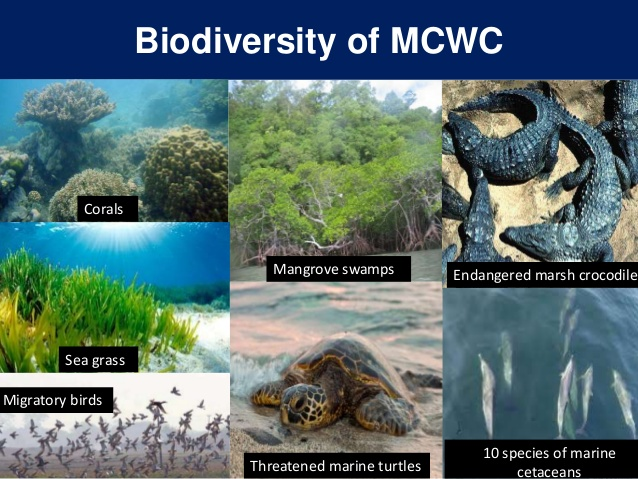 Biodiversity of MCWC
Corals
Mangrove swamps
Endangered marsh crocodile
Sea grass
Migratory birds
Threatened marine turtles
10 species of marine
cetaceans